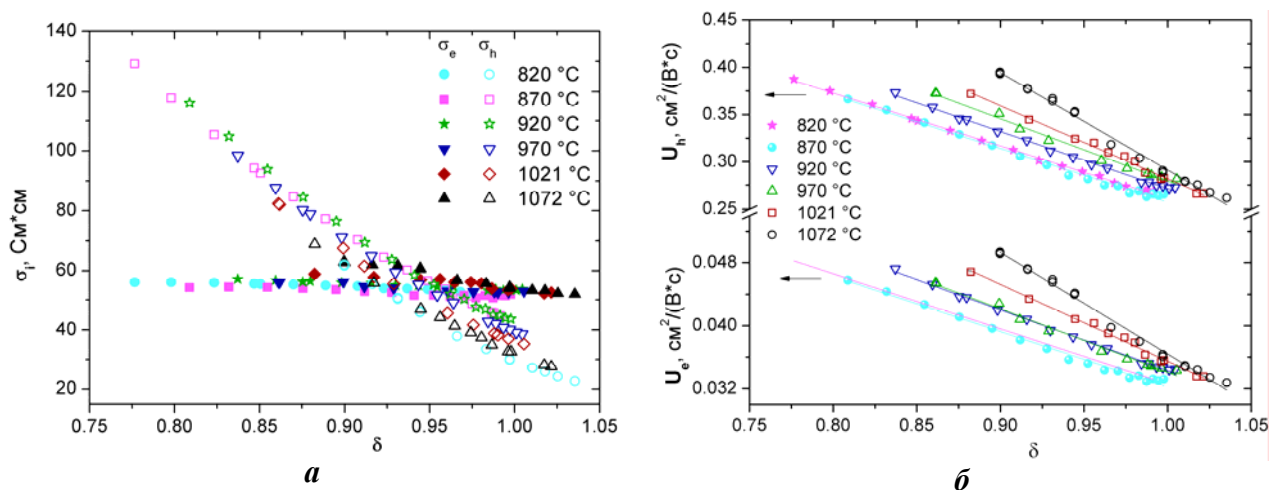 σᵢ, См*см
140
120
100
80
60
40
20
σₑ σₕ
820 °C
870 °C
920 °C
970 °C
1021 °C
1072 °C
0.75 0.80 0.85 0.90 0.95 1.00 1.05
δ
а
Uₕ, см²/(В*с)
0.45
0.40
0.35
0.30
0.25
820 °C
870 °C
920 °C
970 °C
1021 °C
1072 °C
Uₑ, см²/(В*с)
0.048
0.040
0.032
0.75 0.80 0.85 0.90 0.95 1.00 1.05
δ
б